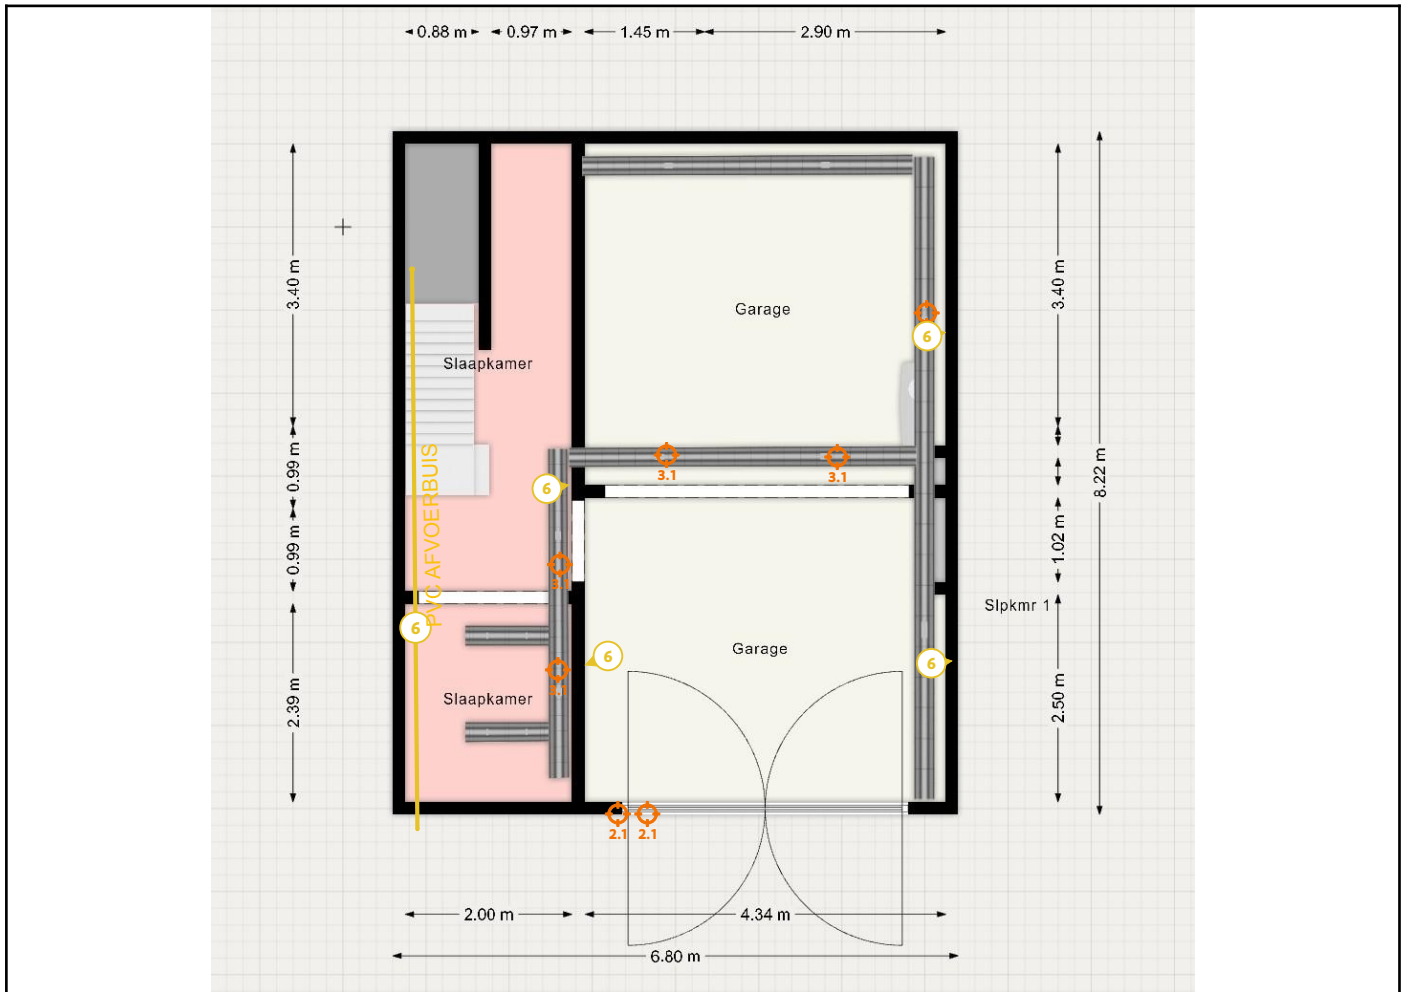 0.88 m
0.97 m
1.45 m
2.90 m
3.40 m
0.99 m
0.99 m
2.39 m
Slaapkamer
PVC AFVOERBUIS
6
Slaapkamer
Garage
6
3.1
3.1
6
3.1
3.1
6
Garage
6
2.1
2.1
3.40 m
1.02 m
2.50 m
8.22 m
Slpkmr 1
2.00 m
4.34 m
6.80 m